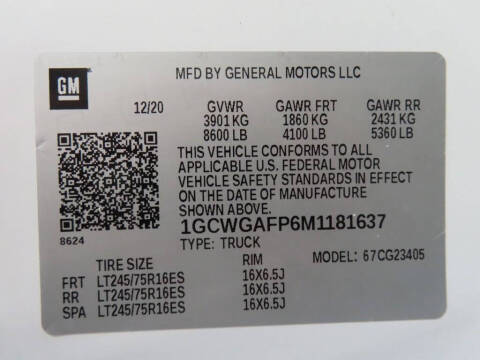 GM
MFD BY GENERAL MOTORS LLC
12/20 GVWR GAWR FRT GAWR RR
3901 KG 1860 KG 2431 KG
8600 LB 4100 LB 5360 LB
THIS VEHICLE CONFORMS TO ALL
APPLICABLE U.S. FEDERAL MOTOR
VEHICLE SAFETY STANDARDS IN EFFECT
ON THE DATE OF MANUFACTURE
SHOWN ABOVE.
8624
1GCWGAFP6M1181637
TYPE: TRUCK
MODEL: 67CG23405
TIRE SIZE RIM
FRT LT245/75R16ES 16X6.5J
RR LT245/75R16ES 16X6.5J
SPA LT245/75R16ES 16X6.5J